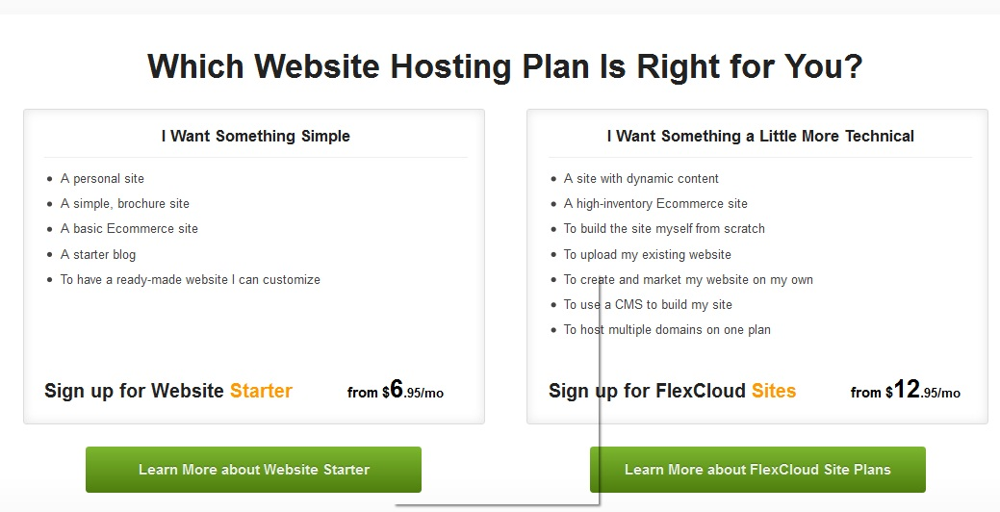 Which Website Hosting Plan Is Right for You?
I Want Something Simple
A personal site
A simple, brochure site
A basic Ecommerce site
A starter blog
To have a ready-made website I can customize
Sign up for Website Starter
from $6.95/mo
Learn More about Website Starter
I Want Something a Little More Technical
A site with dynamic content
A high-inventory Ecommerce site
To build the site myself from scratch
To upload my existing website
To create and market my website on my own
To use a CMS to build my site
To host multiple domains on one plan
Sign up for FlexCloud Sites
from $12.95/mo
Learn More about FlexCloud Site Plans